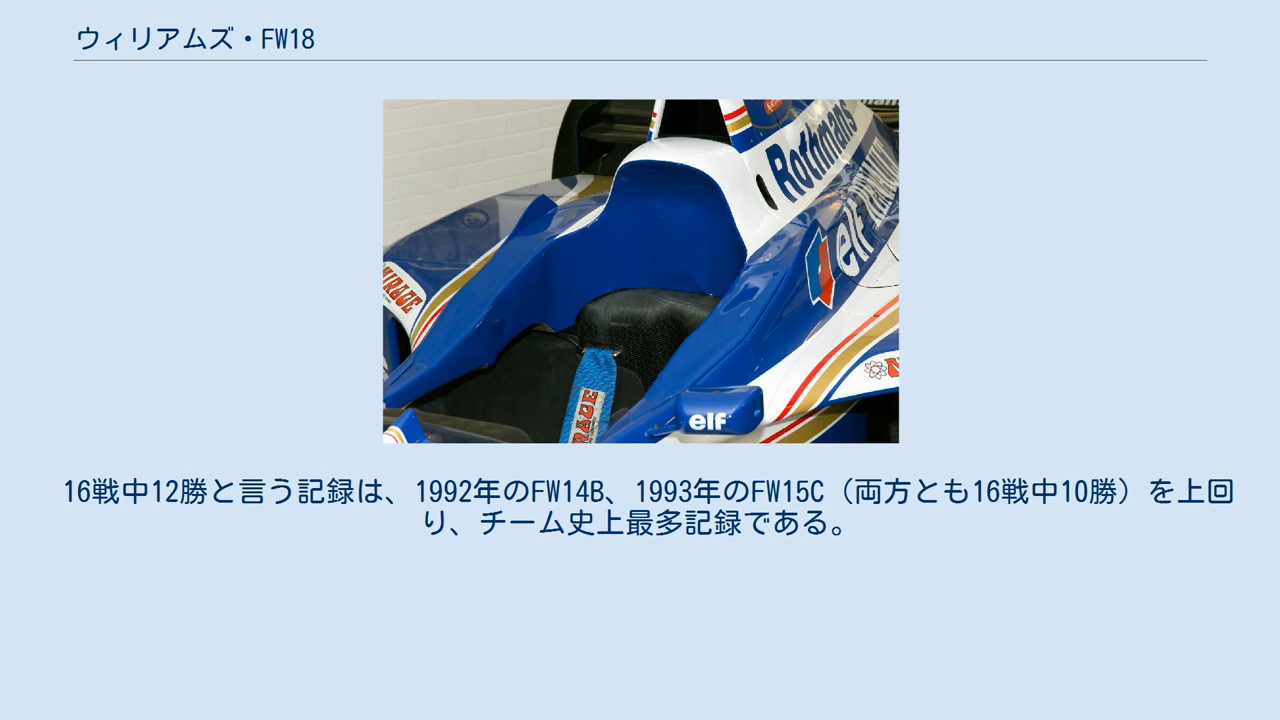 ウィリアムズ・FW18
Rothmans
elf
MIRAGE
RAGE
elf
16戦中12勝と言う記録は、1992年のFW14B、1993年のFW15C（両方とも16戦中10勝）を上回
り、チーム史上最多記録である。